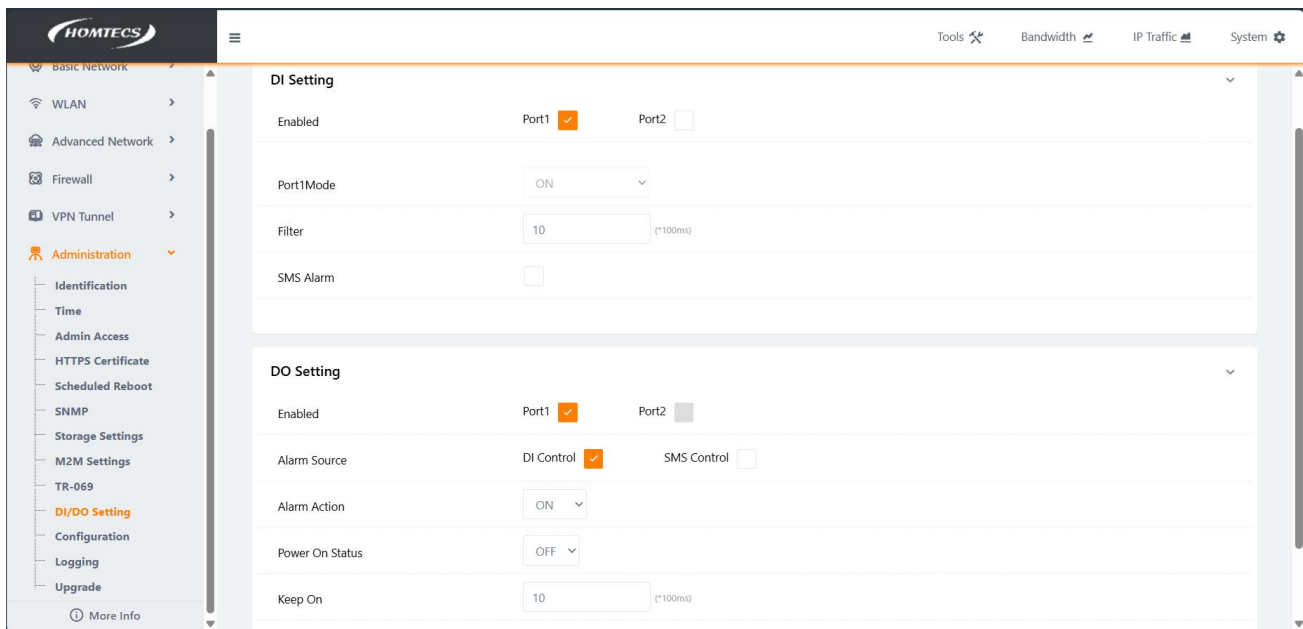 HOMTECS
Tools
Bandwidth
IP Traffic
System
Basic Network
WLAN
Advanced Network
Firewall
VPN Tunnel
Administration
Identification
Time
Admin Access
HTTPS Certificate
Scheduled Reboot
SNMP
Storage Settings
M2M Settings
TR-069
DI/DO Setting
Configuration
Logging
Upgrade
More Info
DI Setting
Enabled Port1 Port2
Port1Mode ON
Filter 10 (*100ms)
SMS Alarm
DO Setting
Enabled Port1 Port2
Alarm Source DI Control SMS Control
Alarm Action ON
Power On Status OFF
Keep On 10 (*100ms)